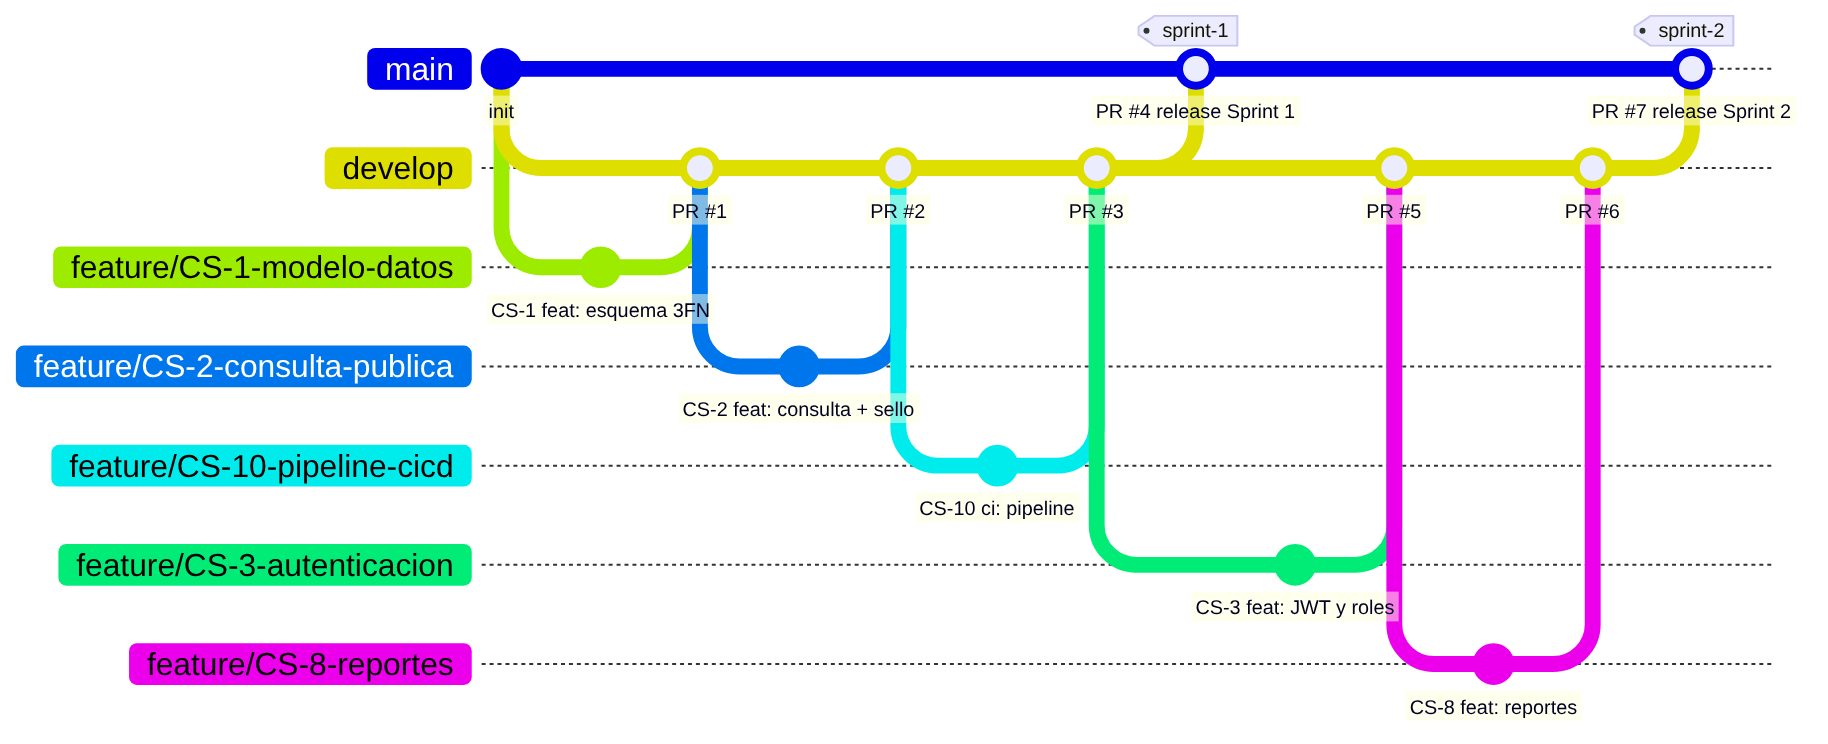 sprint-1
sprint-2
main
init
PR #4 release Sprint 1
PR #7 release Sprint 2
develop
PR #1
PR #2
PR #3
PR #5
PR #6
feature/CS-1-modelo-datos
CS-1 feat: esquema 3FN
feature/CS-2-consulta-publica
CS-2 feat: consulta + sello
feature/CS-10-pipeline-cicd
CS-10 ci: pipeline
feature/CS-3-autenticacion
CS-3 feat: JWT y roles
feature/CS-8-reportes
CS-8 feat: reportes